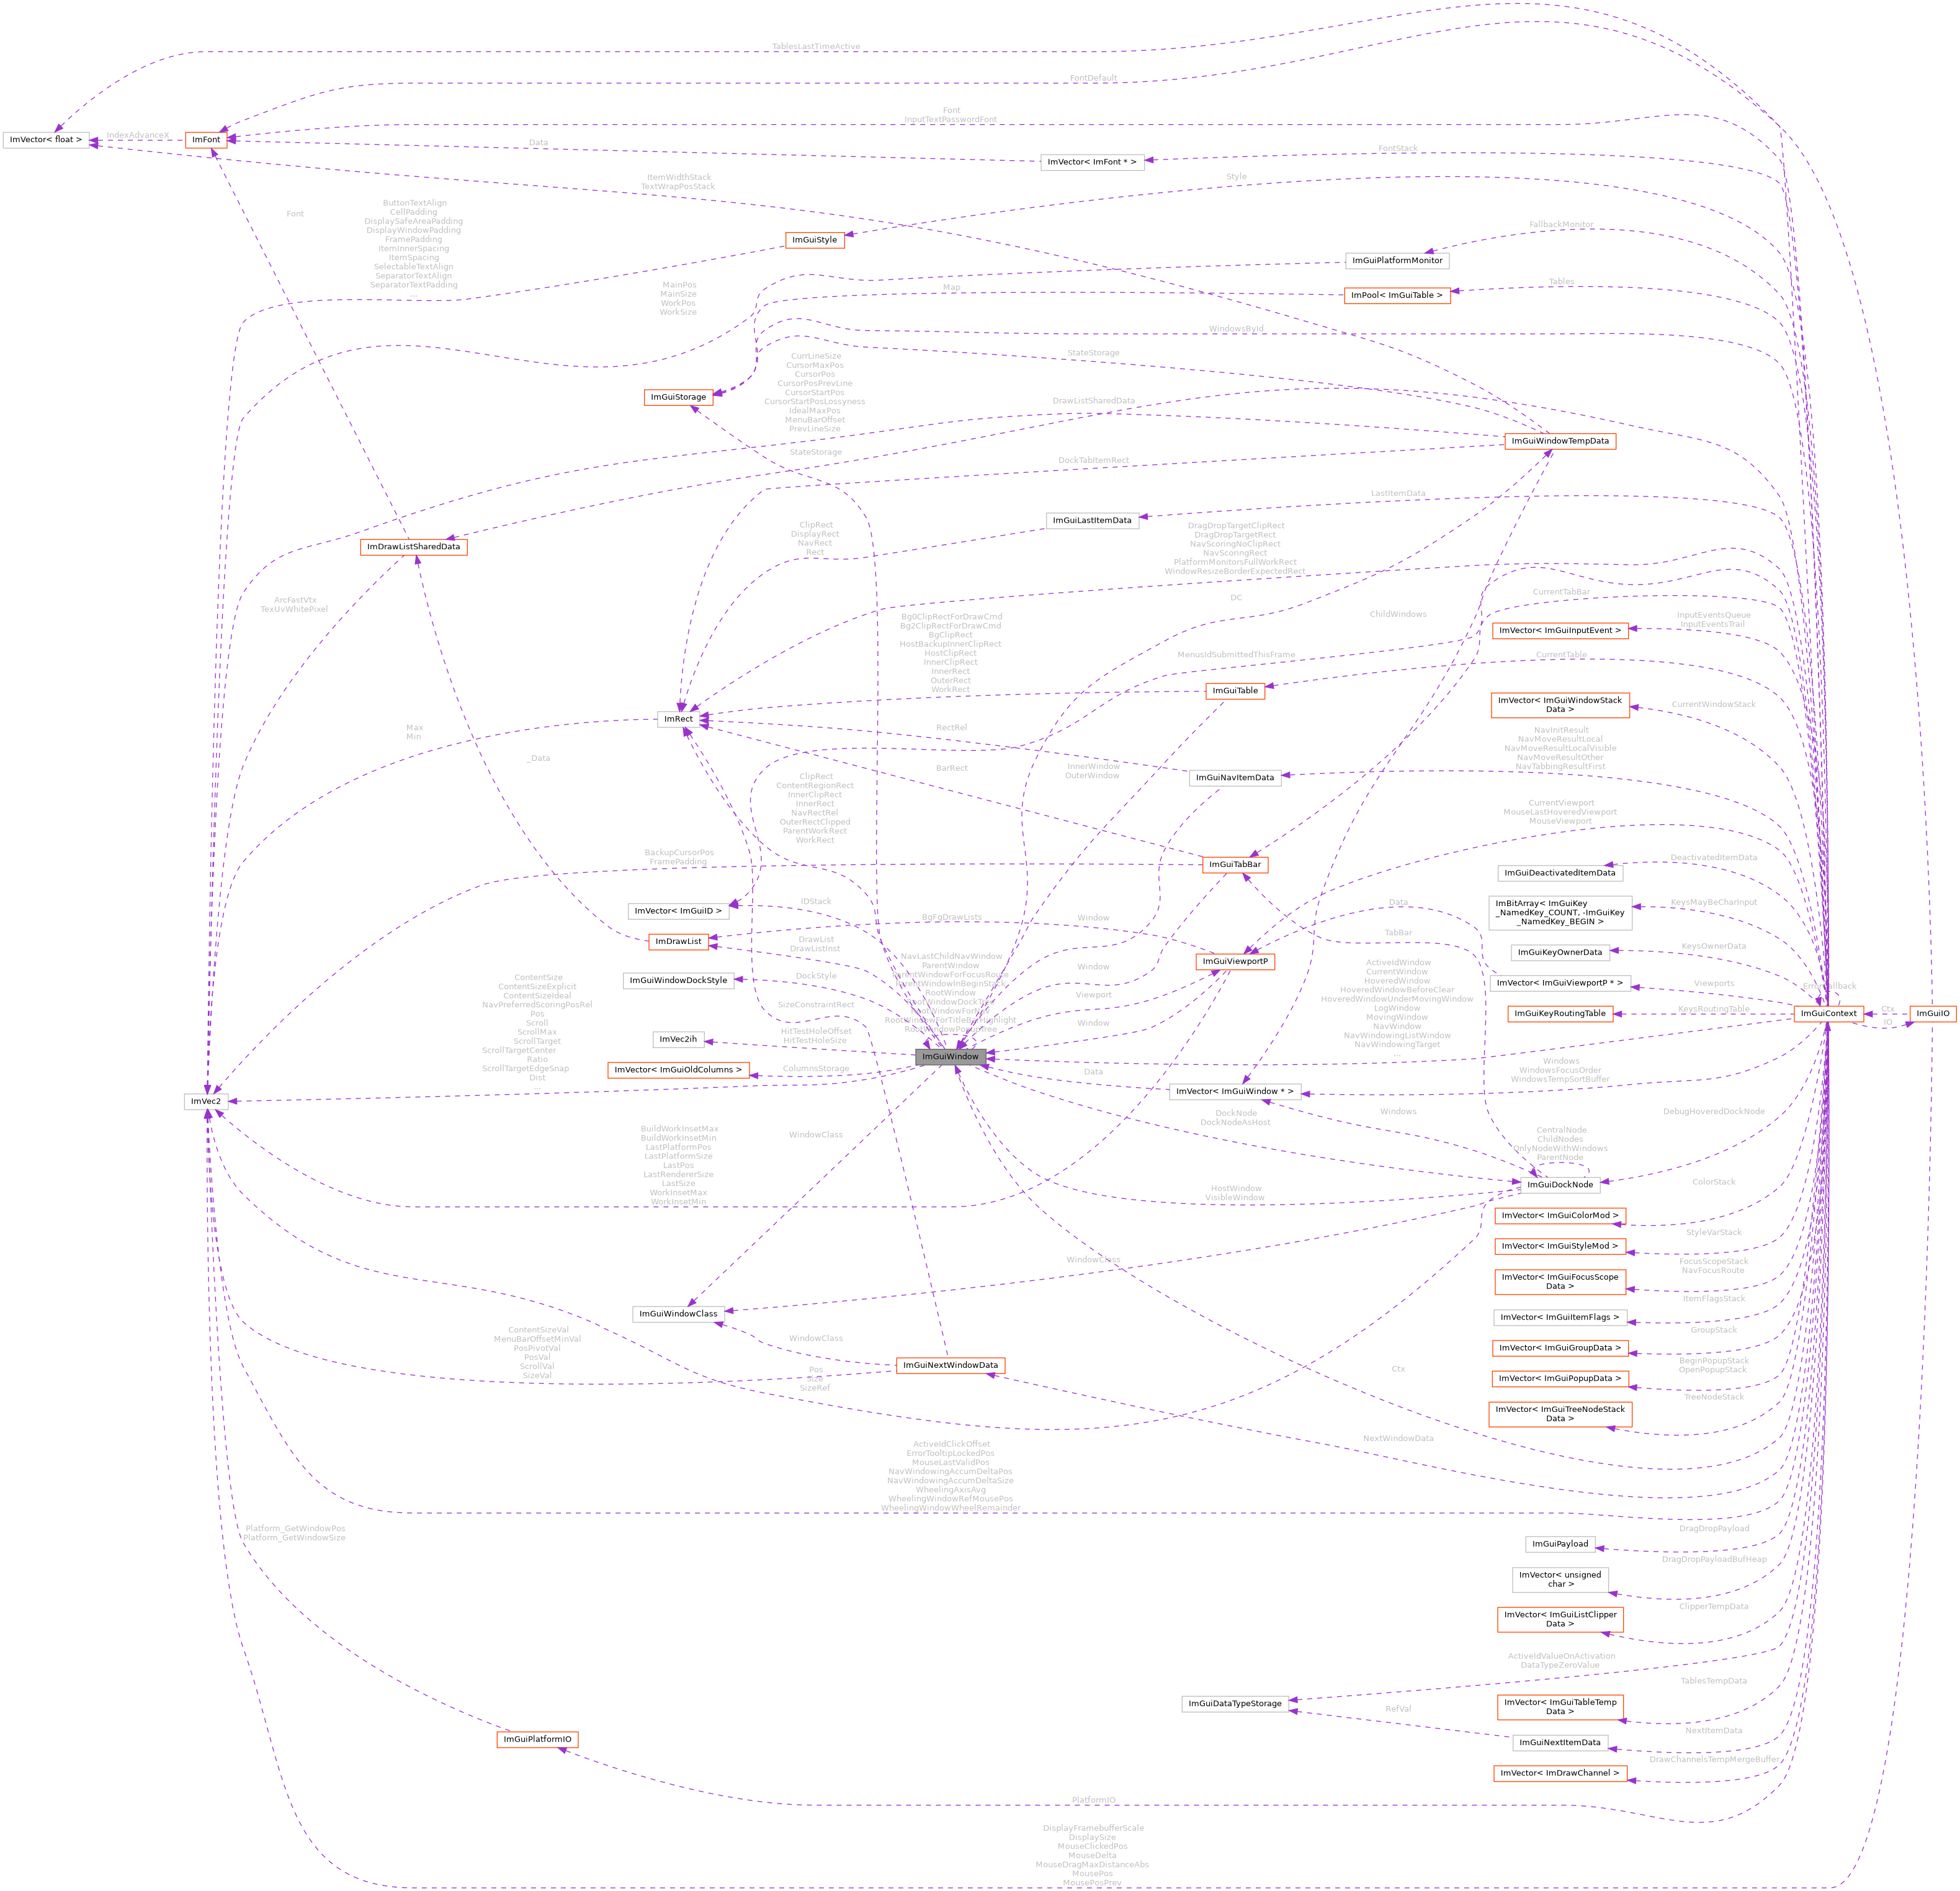 TablesLastTimeActive
FontDefault
Font
InputTextPasswordFont
ImVector< float >
IndexAdvanceX
ImFont
Data
ImVector< ImFont * >
FontStack
ItemWidthStack
TextWrapPosStack
Style
ButtonTextAlign
CellPadding
DisplaySafeAreaPadding
DisplayWindowPadding
FramePadding
ItemInnerSpacing
ItemSpacing
SelectableTextAlign
SeparatorTextAlign
SeparatorTextPadding
...
Font
ImGuiStyle
FallbackMonitor
ImGuiPlatformMonitor
MainPos
MainSize
WorkPos
WorkSize
Map
ImPool< ImGuiTable >
Tables
WindowsById
StateStorage
CurrLineSize
CursorMaxPos
CursorPos
CursorPosPrevLine
CursorStartPos
CursorStartPosLossyness
IdealMaxPos
MenuBarOffset
PrevLineSize
ImGuiStorage
DrawListSharedData
StateStorage
ImGuiWindowTempData
DockTabItemRect
LastItemData
ImGuiLastItemData
ClipRect
DisplayRect
NavRect
Rect
ImDrawListSharedData
DragDropTargetClipRect
DragDropTargetRect
NavScoringNoClipRect
NavScoringRect
PlatformMonitorsFullWorkRect
WindowResizeBorderExpectedRect
ArcFastVtx
TexUvWhitePixel
DC
ChildWindows
CurrentTabBar
InputEventsQueue
InputEventsTrail
ImVector< ImGuiInputEvent >
Bg0ClipRectForDrawCmd
Bg2ClipRectForDrawCmd
BgClipRect
HostBackupInnerClipRect
HostClipRect
InnerClipRect
InnerRect
OuterRect
WorkRect
MenusIdSubmittedThisFrame
CurrentTable
ImGuiTable
ImVector< ImGuiWindowStack
Data >
CurrentWindowStack
ImRect
Max
Min
_Data
RectRel
BarRect
InnerWindow
OuterWindow
ImGuiNavItemData
NavInitResult
NavMoveResultLocal
NavMoveResultLocalVisible
NavMoveResultOther
NavTabbingResultFirst
ClipRect
ContentRegionRect
InnerClipRect
InnerRect
NavRectRel
OuterRectClipped
ParentWorkRect
WorkRect
CurrentViewport
MouseLastHoveredViewport
MouseViewport
BackupCursorPos
FramePadding
ImGuiTabBar
ImGuiDeactivatedItemData
DeactivatedItemData
ImVector< ImGuiID >
IDStack
BgFgDrawLists
Window
Data
TabBar
ImBitArray< ImGuiKey
_NamedKey_COUNT, -ImGuiKey
_NamedKey_BEGIN >
KeysMayBeCharInput
ImDrawList
DrawList
DrawListInst
ImGuiKeyOwnerData
KeysOwnerData
NavLastChildNavWindow
ParentWindow
ParentWindowForFocusRoute
ParentWindowInBeginStack
RootWindow
RootWindowDockTree
RootWindowForNav
RootWindowForTitleBarHighlight
RootWindowPopupTree
Window
ImGuiViewportP
ActiveIdWindow
CurrentWindow
HoveredWindow
HoveredWindowBeforeClear
HoveredWindowUnderMovingWindow
LogWindow
MovingWindow
NavWindow
NavWindowingListWindow
NavWindowingTarget
...
ImGuiWindowDockStyle
DockStyle
ImVector< ImGuiViewportP * >
Viewports
ErrorFallback
ContentSize
ContentSizeExplicit
ContentSizeIdeal
NavPreferredScoringPosRel
Pos
Scroll
ScrollMax
ScrollTarget
ScrollTargetCenter
Ratio
ScrollTargetEdgeSnap
Dist
...
SizeConstraintRect
Viewport
ImGuiKeyRoutingTable
KeysRoutingTable
ImGuiContext
Ctx
IO
ImGuiIO
ImVec2ih
HitTestHoleOffset
HitTestHoleSize
Window
ImGuiWindow
ImVector< ImGuiOldColumns >
ColumnsStorage
Data
ImVector< ImGuiWindow * >
Windows
WindowsFocusOrder
WindowsTempSortBuffer
ImVec2
DockNode
DockNodeAsHost
Windows
DebugHoveredDockNode
BuildWorkInsetMax
BuildWorkInsetMin
LastPlatformPos
LastPlatformSize
LastPos
LastRendererSize
LastSize
WorkInsetMax
WorkInsetMin
WindowClass
CentralNode
ChildNodes
OnlyNodeWithWindows
ParentNode
ImGuiDockNode
HostWindow
VisibleWindow
ColorStack
ImVector< ImGuiColorMod >
StyleVarStack
ImVector< ImGuiStyleMod >
WindowClass
FocusScopeStack
NavFocusRoute
ImVector< ImGuiFocusScope
Data >
ItemFlagsStack
ImGuiWindowClass
ImVector< ImGuiItemFlags >
ContentSizeVal
MenuBarOffsetMinVal
PosPivotVal
PosVal
ScrollVal
SizeVal
WindowClass
GroupStack
ImVector< ImGuiGroupData >
ImGuiNextWindowData
Pos
Size
SizeRef
Ctx
BeginPopupStack
OpenPopupStack
ImVector< ImGuiPopupData >
TreeNodeStack
ImVector< ImGuiTreeNodeStack
Data >
NextWindowData
ActiveIdClickOffset
ErrorTooltipLockedPos
MouseLastValidPos
NavWindowingAccumDeltaPos
NavWindowingAccumDeltaSize
WheelingAxisAvg
WheelingWindowRefMousePos
WheelingWindowWheelRemainder
Platform_GetWindowPos
Platform_GetWindowSize
DragDropPayload
ImGuiPayload
DragDropPayloadBufHeap
ImVector< unsigned
char >
ClipperTempData
ImVector< ImGuiListClipper
Data >
ActiveIdValueOnActivation
DataTypeZeroValue
TablesTempData
ImGuiDataTypeStorage
RefVal
ImVector< ImGuiTableTemp
Data >
ImGuiPlatformIO
NextItemData
ImGuiNextItemData
DrawChannelsTempMergeBuffer
ImVector< ImDrawChannel >
PlatformIO
DisplayFramebufferScale
DisplaySize
MouseClickedPos
MouseDelta
MouseDragMaxDistanceAbs
MousePos
MousePosPrev